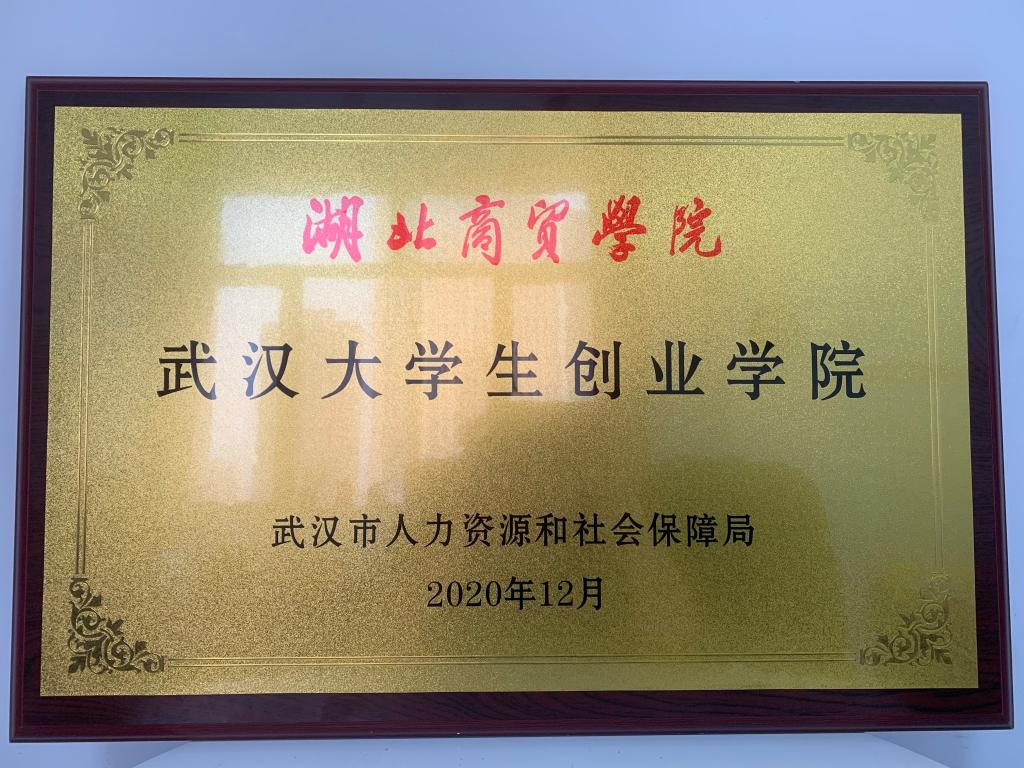 湖北商贸學院
武汉大学生创业学院
武汉市人力资源和社会保障局
2020年12月